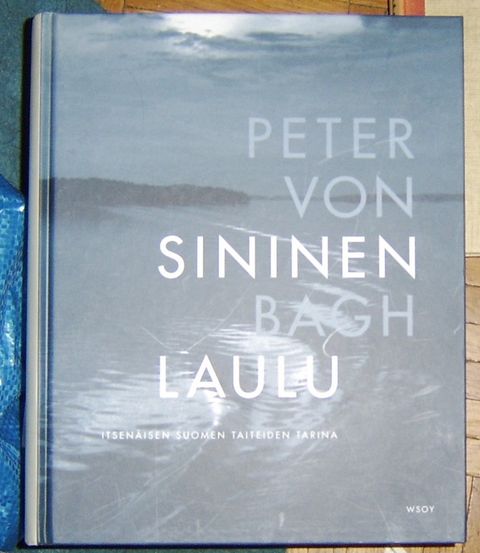 PETER
VON
SININEN
BAGH
LAULU
ITSENÄISEN SUOMEN TAITEIDEN TARINA
WSOY